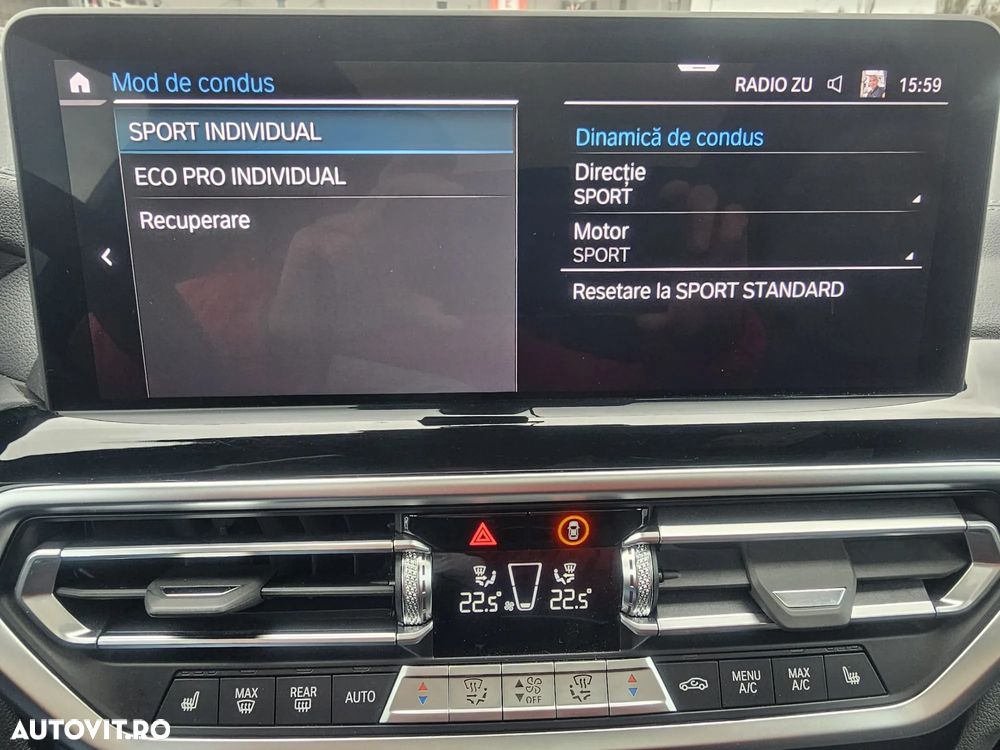 Mod de condus
RADIO ZU
15:59
SPORT INDIVIDUAL
ECO PRO INDIVIDUAL
Recuperare
Dinamică de condus
Direcție
SPORT
Motor
SPORT
Resetare la SPORT STANDARD
22.5°
22.5°
MAX
REAR
AUTO
OFF
MENU
A/C
MAX
A/C
AUTOVIT.RO